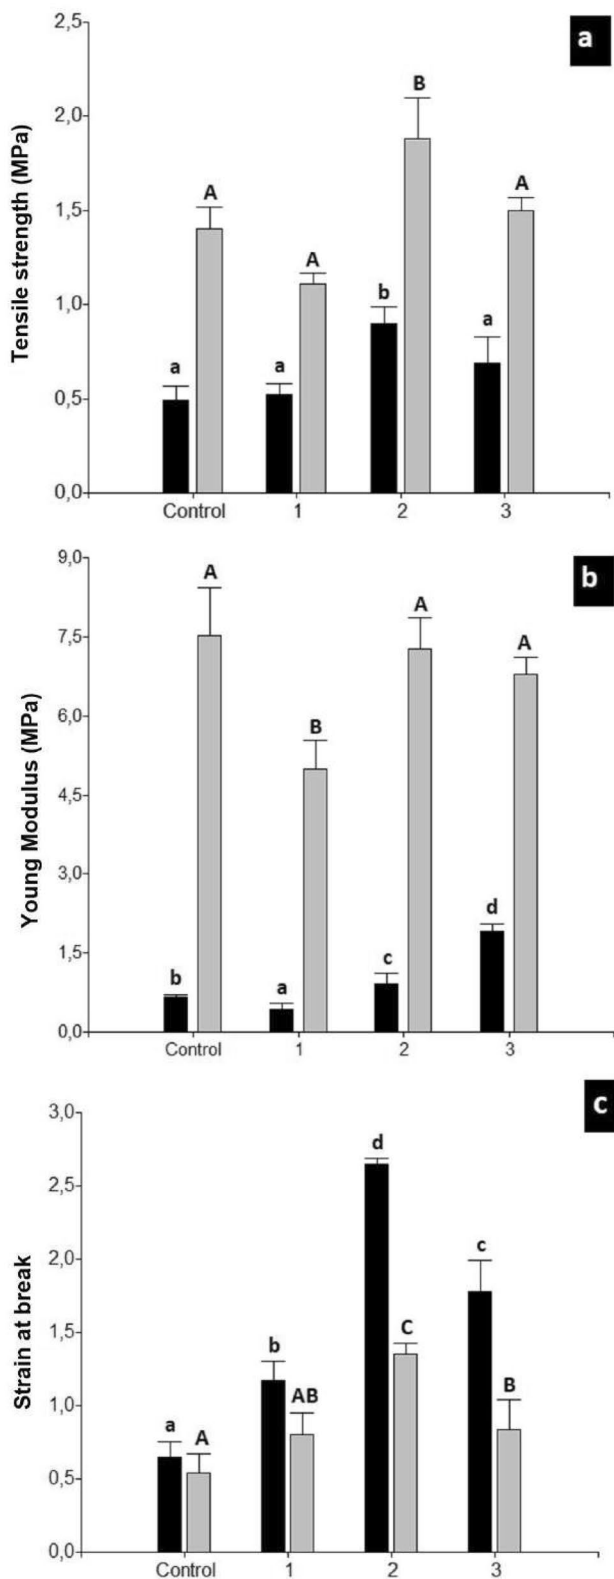 a
2,5
2,0
1,5
1,0
0,5
0,0
Tensile strength (MPa)
a A a A b B a A
Control 1 2 3
b
9,0
7,5
6,0
4,5
3,0
1,5
0,0
Young Modulus (MPa)
b A a B c A d A
Control 1 2 3
c
3,0
2,5
2,0
1,5
1,0
0,5
0,0
Strain at break
a A b AB d C c B
Control 1 2 3